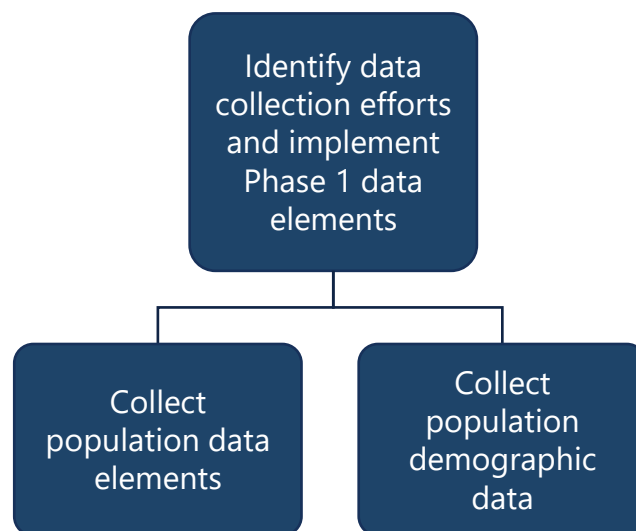 Identify data
collection efforts
and implement
Phase 1 data
elements
Collect
population data
elements
Collect
population
demographic
data